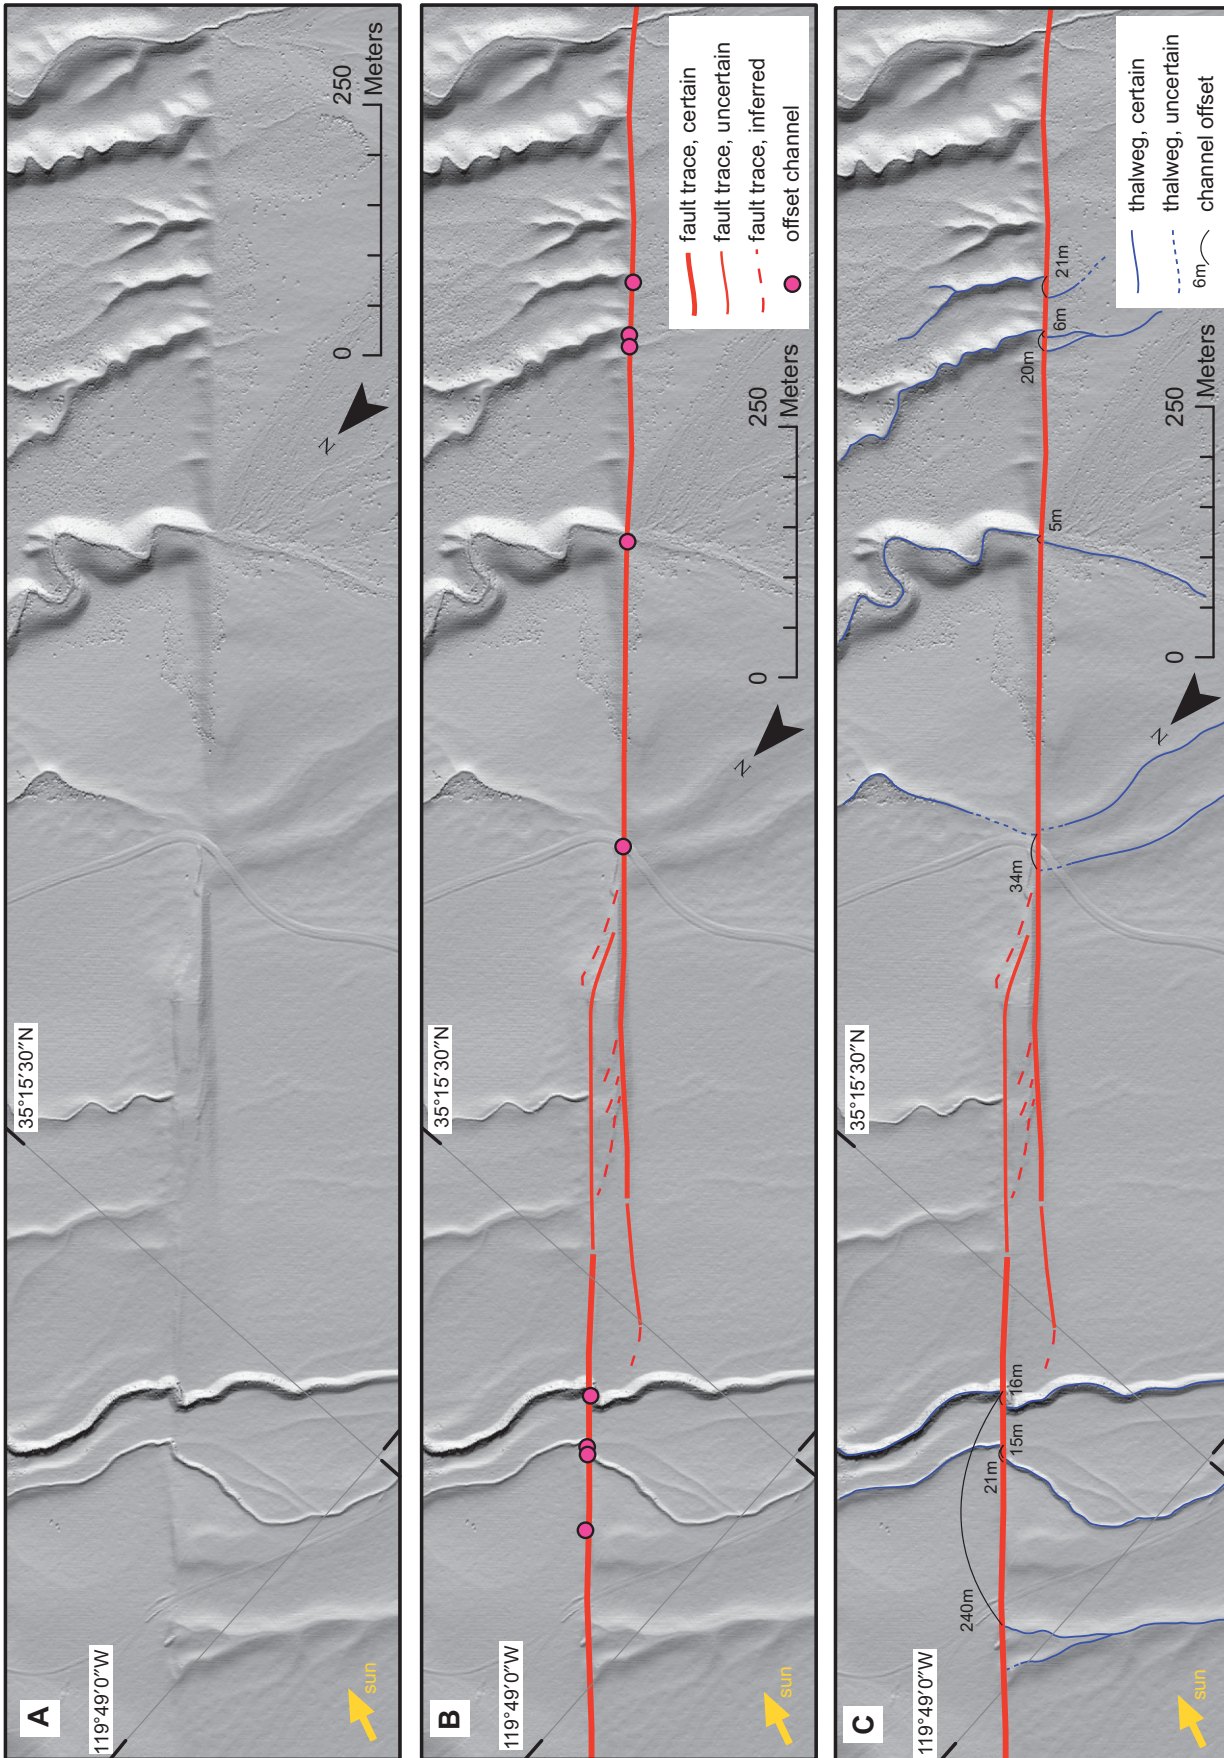 A
119°49′0″W
35°15′30″N
sun
N
0
250
Meters
B
119°49′0″W
35°15′30″N
sun
N
0
250
Meters
fault trace, certain
fault trace, uncertain
fault trace, inferred
offset channel
C
119°49′0″W
35°15′30″N
sun
240m
21m
15m
16m
34m
5m
20m
6m
21m
N
0
250
Meters
thalweg, certain
thalweg, uncertain
6m channel offset